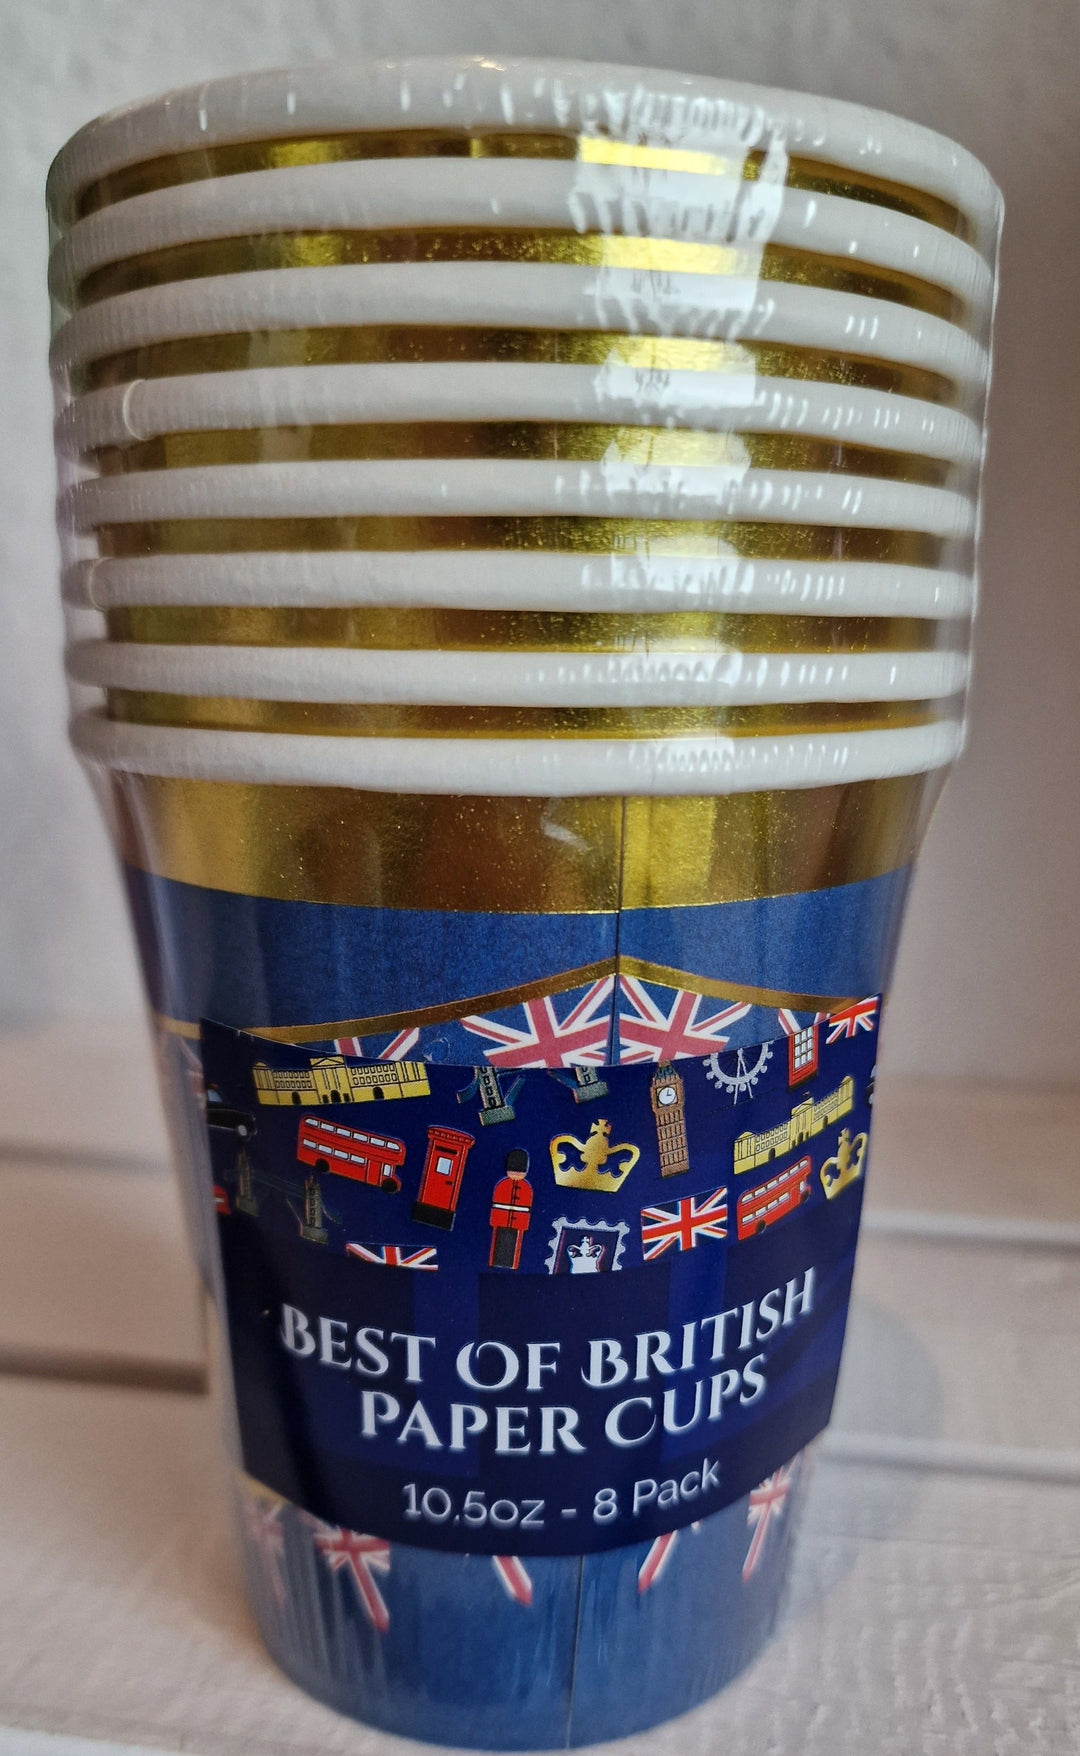 BEST OF BRITISH
PAPER CUPS
10.5oz - 8 Pack